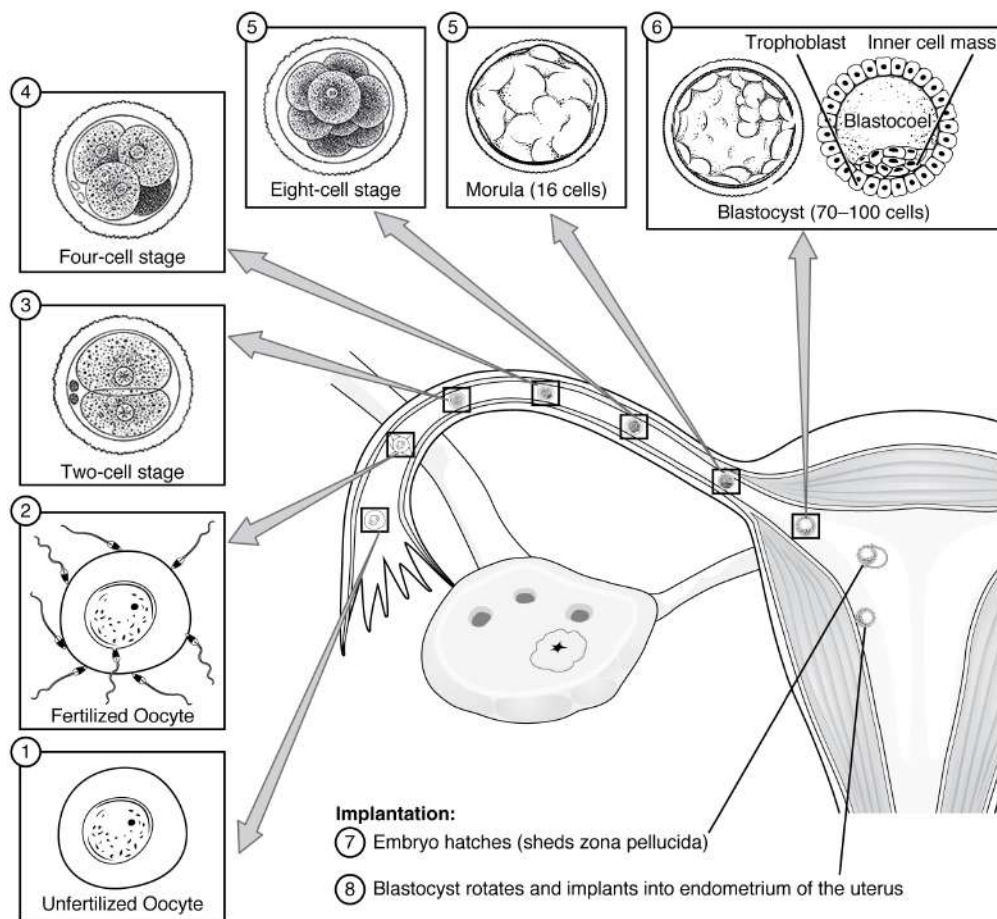 5
Eight-cell stage
5
Morula (16 cells)
6
Trophoblast
Inner cell mass
Blastocoel
Blastocyst (70–100 cells)
4
Four-cell stage
3
Two-cell stage
2
Fertilized Oocyte
1
Unfertilized Oocyte
Implantation:
7 Embryo hatches (sheds zona pellucida)
8 Blastocyst rotates and implants into endometrium of the uterus